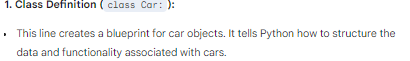 1. Class Definition ( class Car: ):
• This line creates a blueprint for car objects. It tells Python how to structure the
data and functionality associated with cars.